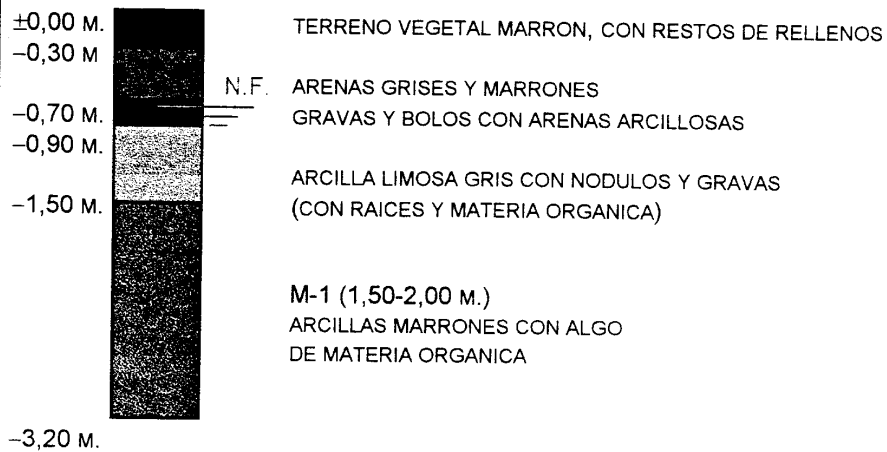 ±0,00 M. TERRENO VEGETAL MARRON, CON RESTOS DE RELLENOS
−0,30 M
N.F. ARENAS GRISES Y MARRONES
−0,70 M. GRAVAS Y BOLOS CON ARENAS ARCILLOSAS
−0,90 M.
ARCILLA LIMOSA GRIS CON NODULOS Y GRAVAS
−1,50 M. (CON RAICES Y MATERIA ORGANICA)
M-1 (1,50-2,00 M.)
ARCILLAS MARRONES CON ALGO
DE MATERIA ORGANICA
−3,20 M.